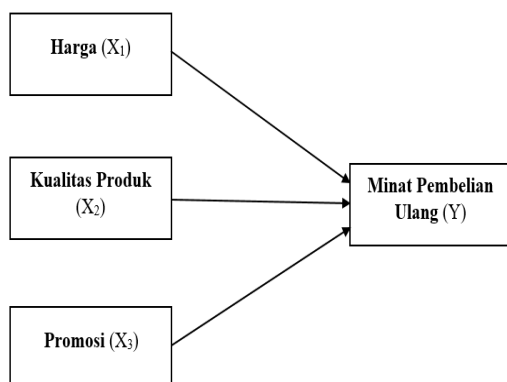 Harga (X₁)
Kualitas Produk
(X₂)
Minat Pembelian
Ulang (Y)
Promosi (X₃)